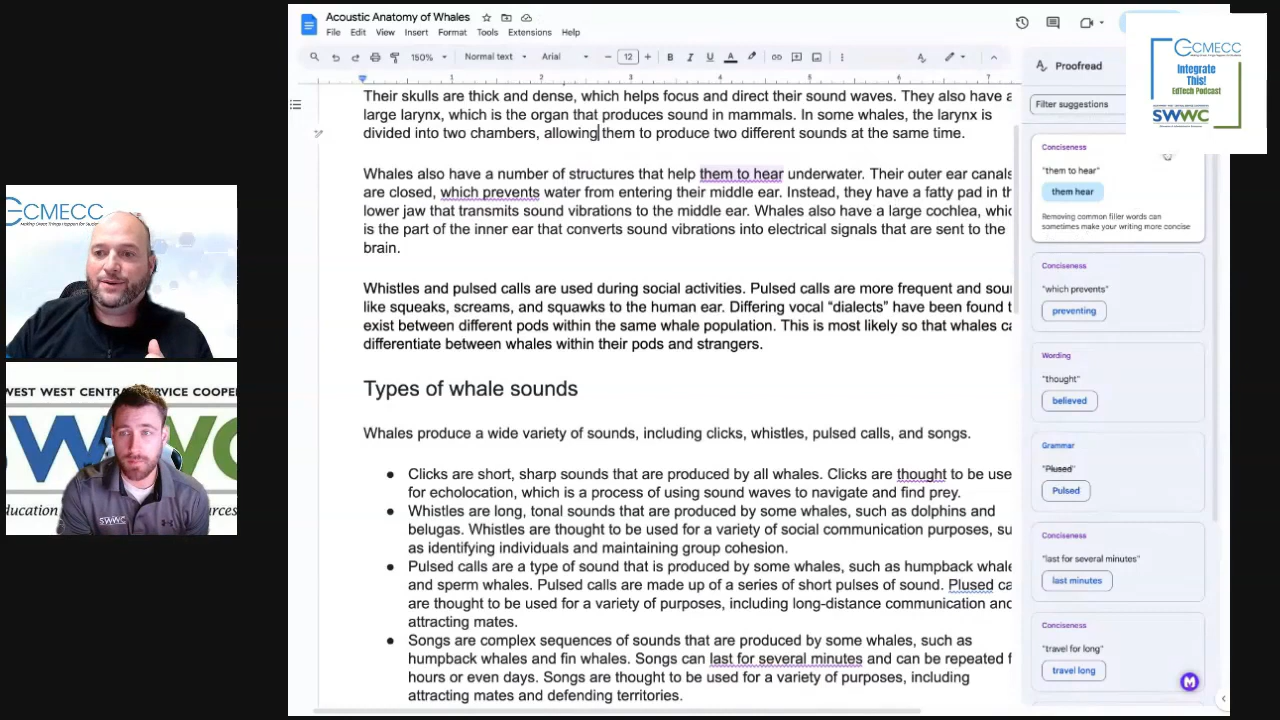 Acoustic Anatomy of Whales
File Edit View Insert Format Tools Extensions Help
150% Normal text Arial 12 B I U A
1 2 3 4 5 6 7
Their skulls are thick and dense, which helps focus and direct their sound waves. They also have a
large larynx, which is the organ that produces sound in mammals. In some whales, the larynx is
divided into two chambers, allowing them to produce two different sounds at the same time.
Whales also have a number of structures that help them to hear underwater. Their outer ear canals
are closed, which prevents water from entering their middle ear. Instead, they have a fatty pad in th
lower jaw that transmits sound vibrations to the middle ear. Whales also have a large cochlea, whic
is the part of the inner ear that converts sound vibrations into electrical signals that are sent to the
brain.
Whistles and pulsed calls are used during social activities. Pulsed calls are more frequent and soun
like squeaks, screams, and squawks to the human ear. Differing vocal “dialects” have been found t
exist between different pods within the same whale population. This is most likely so that whales ca
differentiate between whales within their pods and strangers.
Types of whale sounds
Whales produce a wide variety of sounds, including clicks, whistles, pulsed calls, and songs.
● Clicks are short, sharp sounds that are produced by all whales. Clicks are thought to be use
for echolocation, which is a process of using sound waves to navigate and find prey.
● Whistles are long, tonal sounds that are produced by some whales, such as dolphins and
belugas. Whistles are thought to be used for a variety of social communication purposes, su
as identifying individuals and maintaining group cohesion.
● Pulsed calls are a type of sound that is produced by some whales, such as humpback whale
and sperm whales. Pulsed calls are made up of a series of short pulses of sound. Plused ca
are thought to be used for a variety of purposes, including long-distance communication and
attracting mates.
● Songs are complex sequences of sounds that are produced by some whales, such as
humpback whales and fin whales. Songs can last for several minutes and can be repeated f
hours or even days. Songs are thought to be used for a variety of purposes, including
attracting mates and defending territories.
Proofread
Filter suggestions
Conciseness
"them to hear"
them hear
Removing common filler words can
sometimes make your writing more concise
Conciseness
"which prevents"
preventing
Wording
"thought"
believed
Grammar
"Plused"
Pulsed
Conciseness
"last for several minutes"
last minutes
Conciseness
"travel for long"
travel long
CMECC
Integrate
This!
EdTech Podcast
SWWC
CMECC
WEST WEST CENTRAL SERVICE COOPE
SWWC
SWWC